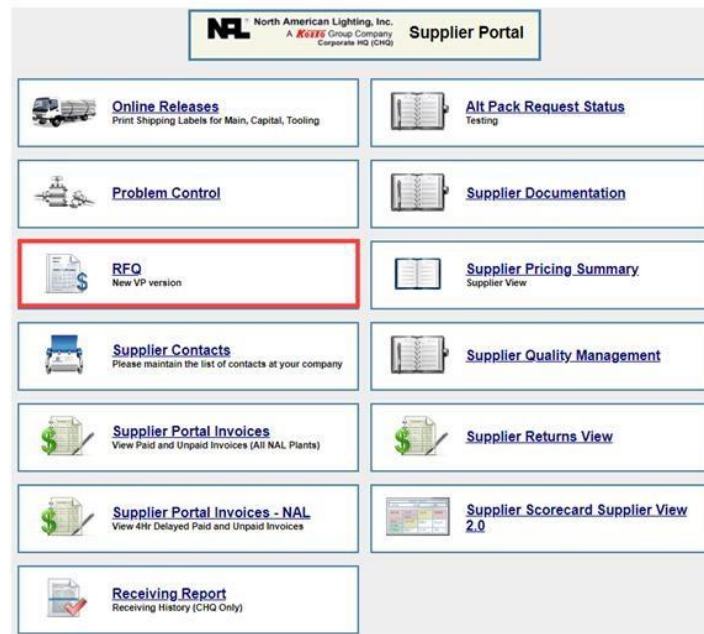 NAL North American Lighting, Inc.
A KOITO Group Company
Corporate HQ (CHQ)
Supplier Portal
Online Releases
Print Shipping Labels for Main, Capital, Tooling
Alt Pack Request Status
Testing
Problem Control
Supplier Documentation
RFQ
New VP version
Supplier Pricing Summary
Supplier View
Supplier Contacts
Please maintain the list of contacts at your company
Supplier Quality Management
Supplier Portal Invoices
View Paid and Unpaid Invoices (All NAL Plants)
Supplier Returns View
Supplier Portal Invoices - NAL
View 4Hr Delayed Paid and Unpaid Invoices
Supplier Scorecard Supplier View
2.0
Receiving Report
Receiving History (CHQ Only)